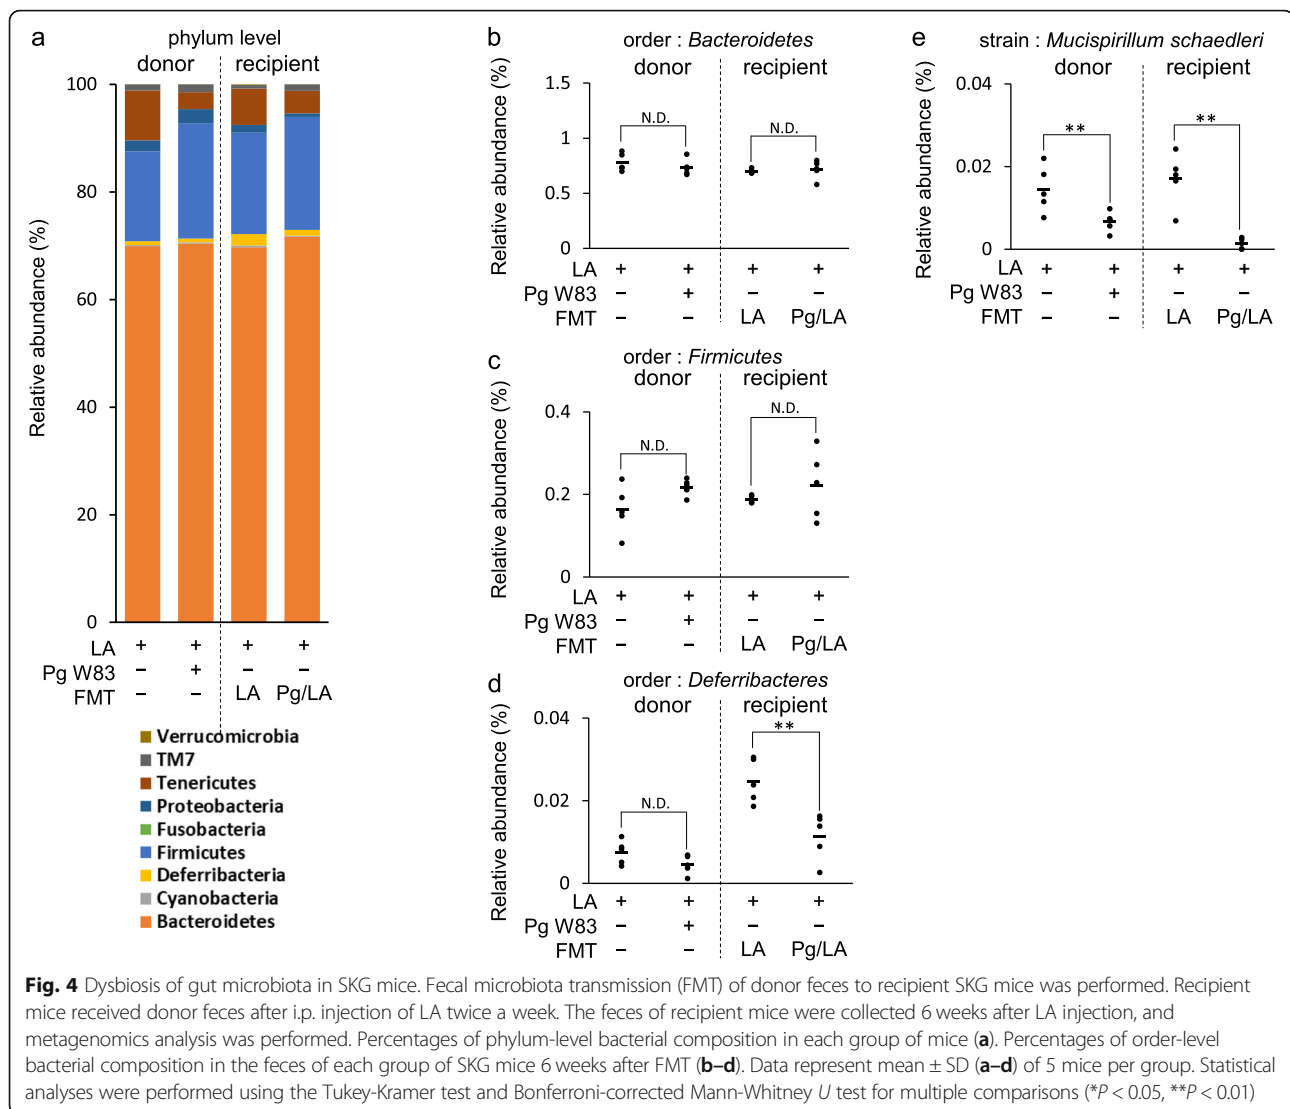 a
phylum level
donor recipient
Relative abundance (%)
100
80
60
40
20
0
LA + + + +
Pg W83 – + – –
FMT – – LA Pg/LA
Verrucomicrobia
TM7
Tenericutes
Proteobacteria
Fusobacteria
Firmicutes
Deferribacteria
Cyanobacteria
Bacteroidetes
b
order : Bacteroidetes
donor recipient
Relative abundance (%)
1.5
1
0.5
0
N.D. N.D.
LA + + + +
Pg W83 – + – –
FMT – – LA Pg/LA
c
order : Firmicutes
donor recipient
Relative abundance (%)
0.4
0.2
0
N.D. N.D.
LA + + + +
Pg W83 – + – –
FMT – – LA Pg/LA
d
order : Deferribacteres
donor recipient
Relative abundance (%)
0.04
0.02
0
N.D. **
LA + + + +
Pg W83 – + – –
FMT – – LA Pg/LA
e
strain : Mucispirillum schaedleri
donor recipient
Relative abundance (%)
0.04
0.02
0
** **
LA + + + +
Pg W83 – + – –
FMT – – LA Pg/LA
Fig. 4 Dysbiosis of gut microbiota in SKG mice. Fecal microbiota transmission (FMT) of donor feces to recipient SKG mice was performed. Recipient
mice received donor feces after i.p. injection of LA twice a week. The feces of recipient mice were collected 6 weeks after LA injection, and
metagenomics analysis was performed. Percentages of phylum-level bacterial composition in each group of mice (a). Percentages of order-level
bacterial composition in the feces of each group of SKG mice 6 weeks after FMT (b–d). Data represent mean ± SD (a–d) of 5 mice per group. Statistical
analyses were performed using the Tukey-Kramer test and Bonferroni-corrected Mann-Whitney U test for multiple comparisons (*P < 0.05, **P < 0.01)